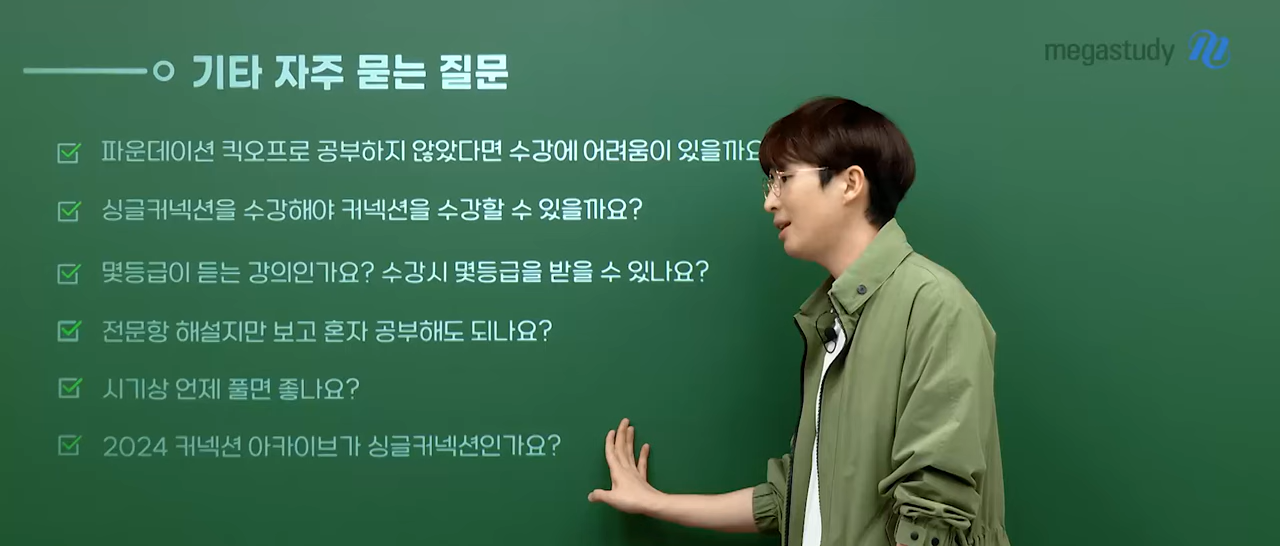 megastudy
기타 자주 묻는 질문
파운데이션 킥오프로 공부하지 않았다면 수강에 어려움이 있을까요
싱글커넥션을 수강해야 커넥션을 수강할 수 있을까요?
몇등급이 듣는 강의인가요? 수강시 몇등급을 받을 수 있나요?
전문항 해설지만 보고 혼자 공부해도 되나요?
시기상 언제 풀면 좋나요?
2024 커넥션 아카이브가 싱글커넥션인가요?